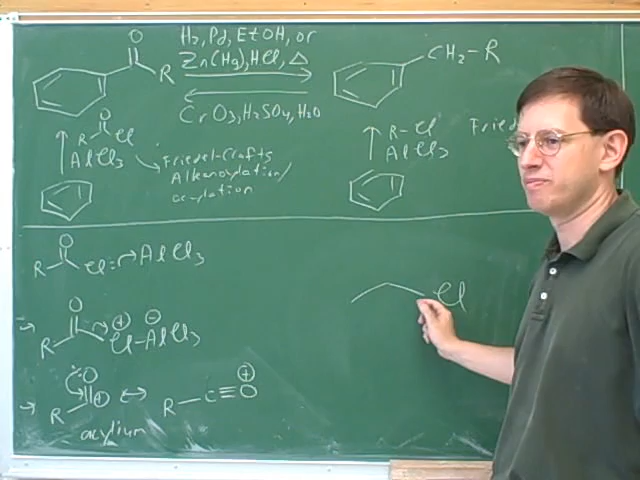 O
H₂, Pd, EtOH, or
Zn(Hg), HCl, Δ
R
CH₂-R
CrO₃, H₂SO₄, H₂O
O
R Cl
AlCl₃
Friedel-Crafts
Alkanoylation/
acylation
R-Cl
AlCl₃
Fried
O
R Cl: AlCl₃
O
R Cl-AlCl₃
⊕ ⊖
Cl
:O
R ⊕ ↔ R-C≡O
⊕
acylium